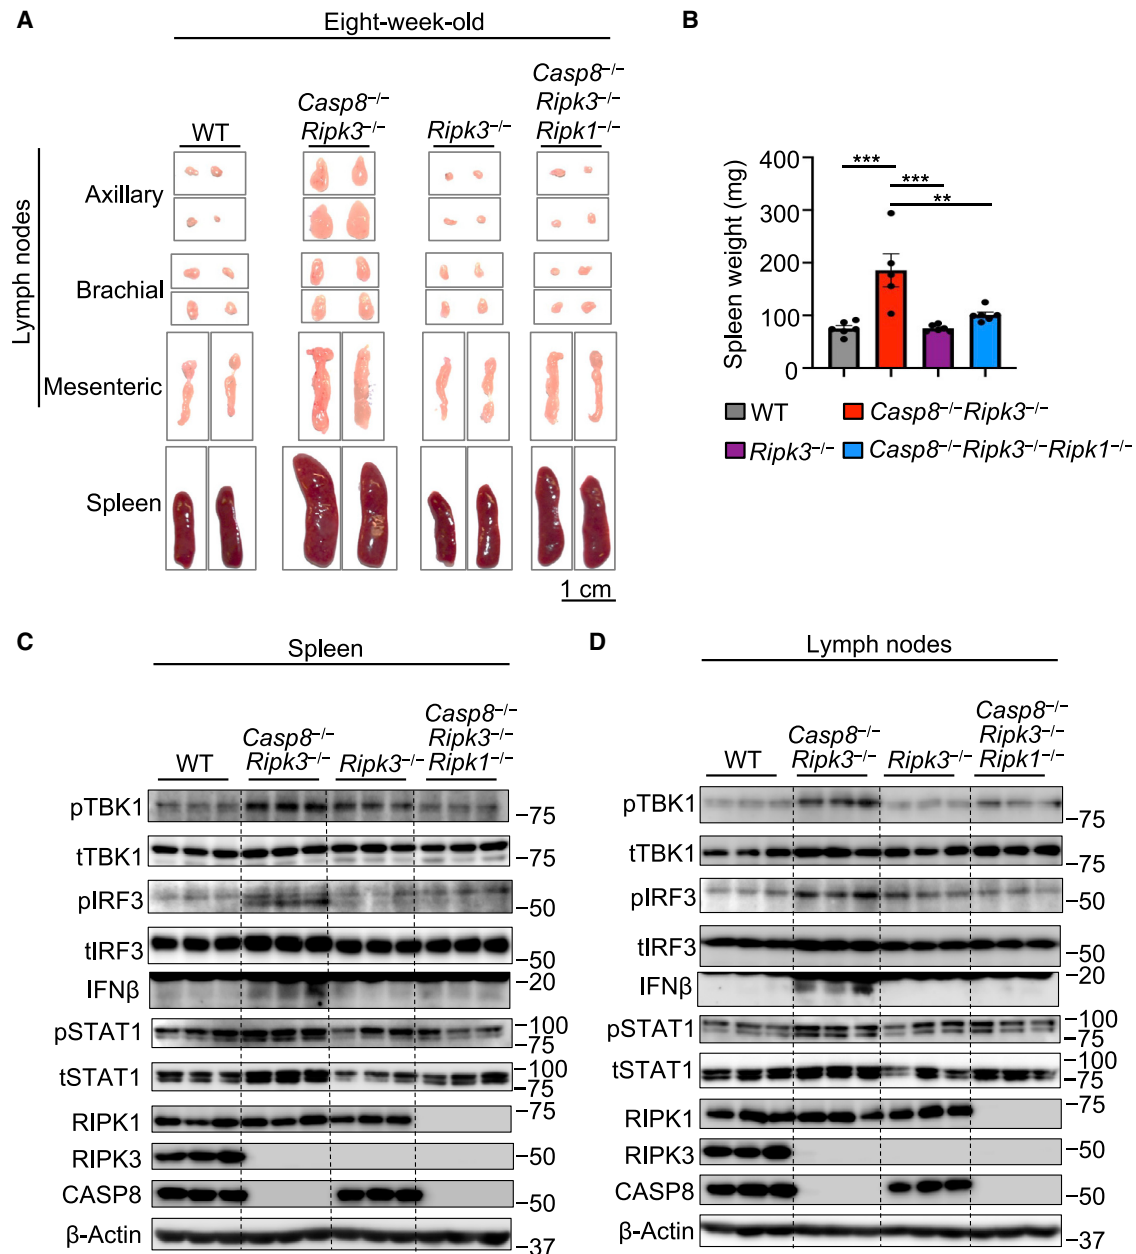 A
Eight-week-old
WT
Casp8–/–
Ripk3–/–
Ripk3–/–
Casp8–/–
Ripk3–/–
Ripk1–/–
Lymph nodes
Axillary
Brachial
Mesenteric
Spleen
1 cm
B
Spleen weight (mg)
400
300
200
100
0
***
***
**
WT
Casp8–/–Ripk3–/–
Ripk3–/–
Casp8–/–Ripk3–/–Ripk1–/–
C
Spleen
WT
Casp8–/–
Ripk3–/–
Ripk3–/–
Casp8–/–
Ripk3–/–
Ripk1–/–
pTBK1
–75
tTBK1
–75
pIRF3
–50
tIRF3
–50
IFNβ
–20
pSTAT1
–100
–75
tSTAT1
–100
–75
RIPK1
–75
RIPK3
–50
CASP8
–50
β-Actin
–37
D
Lymph nodes
WT
Casp8–/–
Ripk3–/–
Ripk3–/–
Casp8–/–
Ripk3–/–
Ripk1–/–
pTBK1
–75
tTBK1
–75
pIRF3
–50
tIRF3
–50
IFNβ
–20
pSTAT1
–100
–75
tSTAT1
–100
–75
RIPK1
–75
RIPK3
–50
CASP8
–50
β-Actin
–37